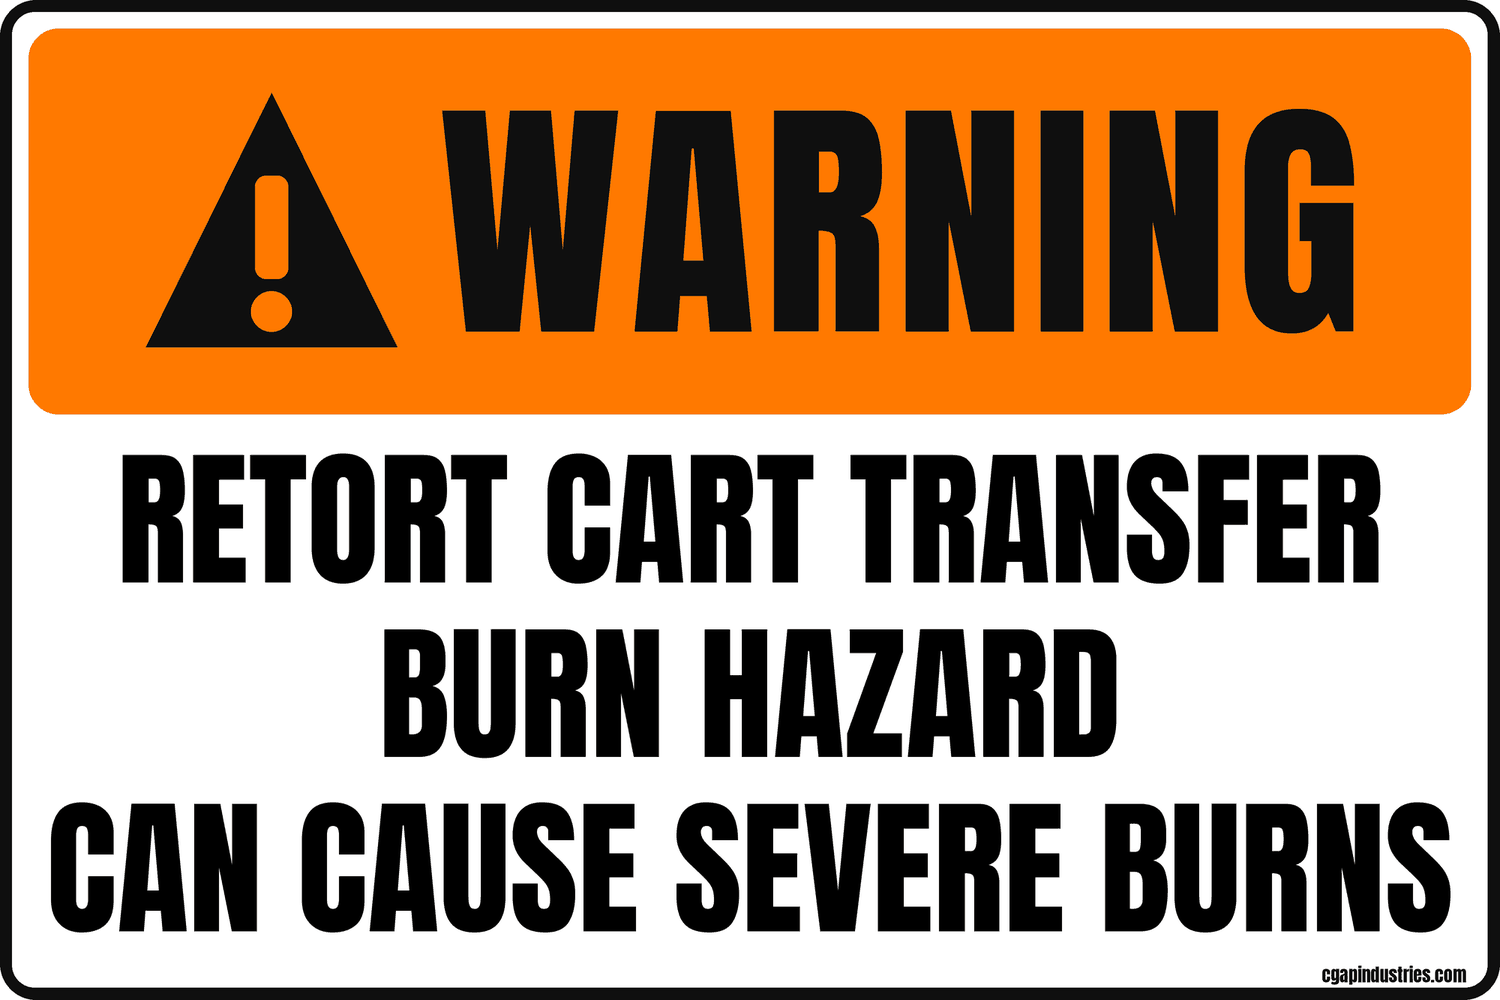 WARNING
RETORT CART TRANSFER
BURN HAZARD
CAN CAUSE SEVERE BURNS
cgapindustries.com